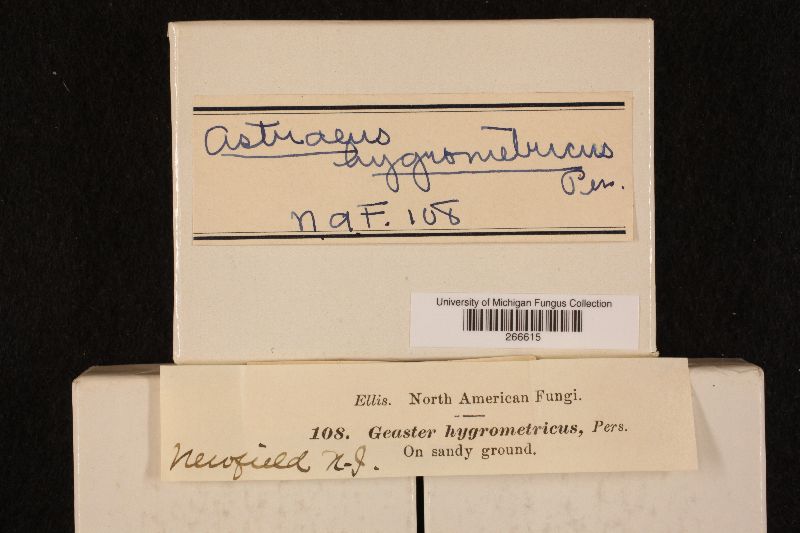 Astraeus
hygrometricus
Pers.
N.A.F. 108
University of Michigan Fungus Collection
266615
Ellis. North American Fungi.
108. Geaster hygrometricus, Pers.
On sandy ground.
Newfield N.J.